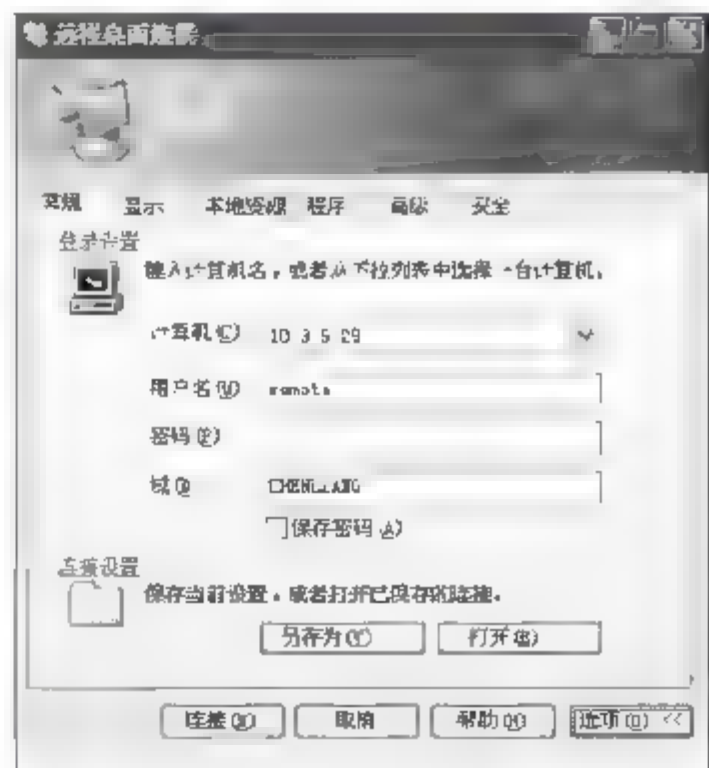 远程桌面连接
常规 显示 本地资源 程序 高级 安全
登录设置
键入计算机名，或者从下拉列表中选择一台计算机。
计算机(C) 10 3 5 29
用户名(U) remote
密码(P)
域(D) CHENLIANG
保存密码(A)
连接设置
保存当前设置，或者打开已保存的连接。
另存为(V) 打开(E)
连接(N) 取消 帮助(H) 选项(O) <<